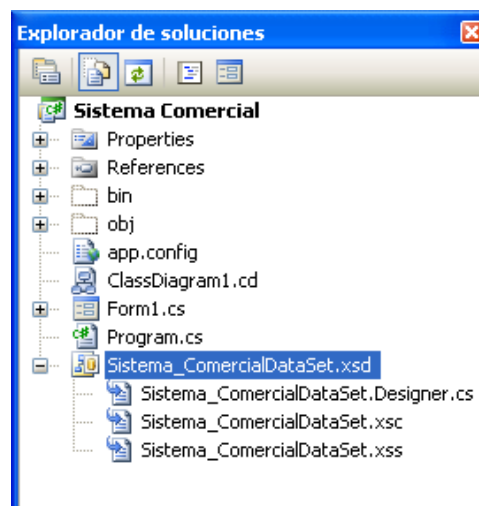 Explorador de soluciones
Sistema Comercial
Properties
References
bin
obj
app.config
ClassDiagram1.cd
Form1.cs
Program.cs
Sistema_ComercialDataSet.xsd
Sistema_ComercialDataSet.Designer.cs
Sistema_ComercialDataSet.xsc
Sistema_ComercialDataSet.xss